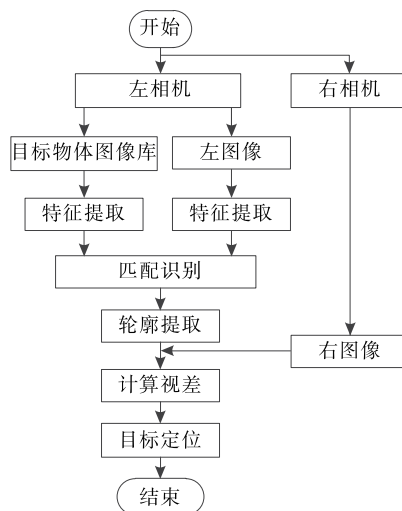 开始
左相机
右相机
目标物体图像库
左图像
特征提取
特征提取
匹配识别
轮廓提取
右图像
计算视差
目标定位
结束